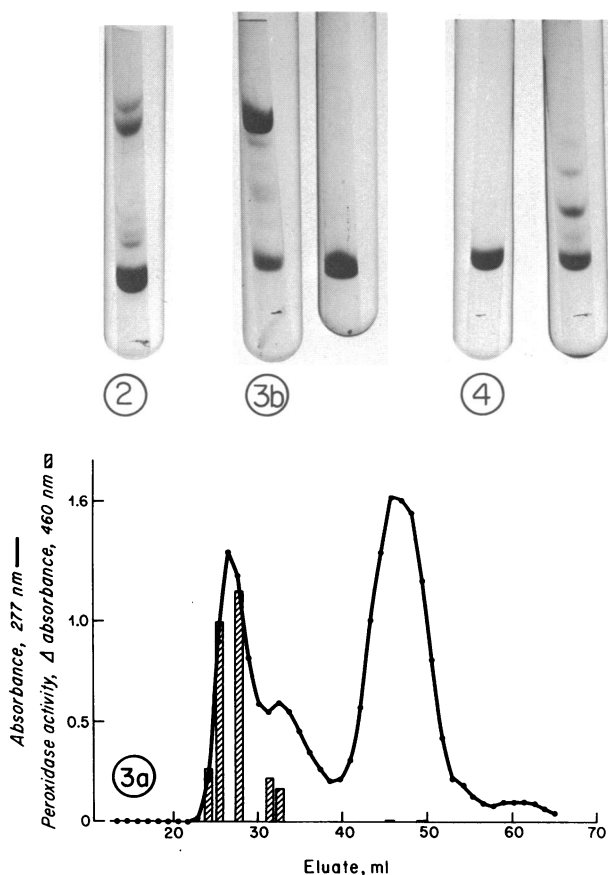 2
3b
4
Absorbance, 277 nm
Peroxidase activity, Δ absorbance, 460 nm
1.6
1.0
0.5
0
3a
20
30
40
50
60
70
Eluate, ml